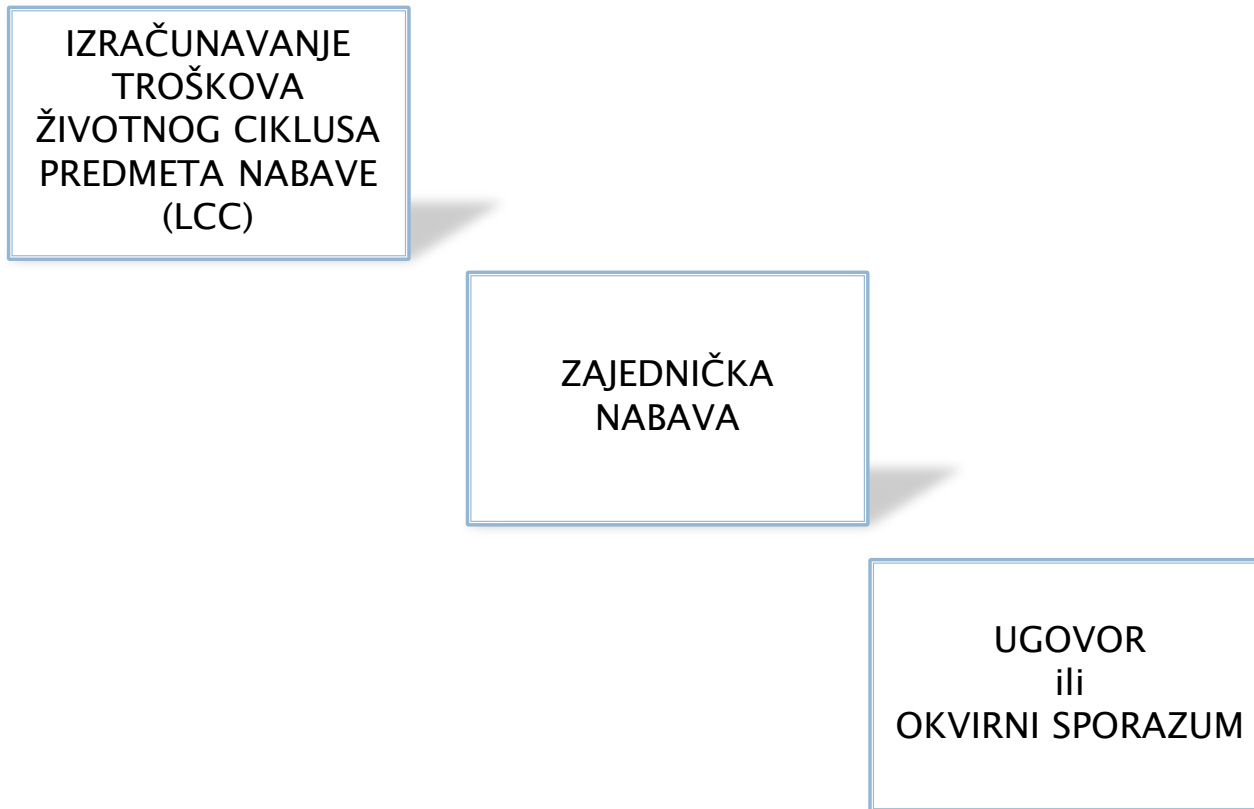 IZRAČUNAVANJE
TROŠKOVA
ŽIVOTNOG CIKLUSA
PREDMETA NABAVE
(LCC)
ZAJEDNIČKA
NABAVA
UGOVOR
ili
OKVIRNI SPORAZUM